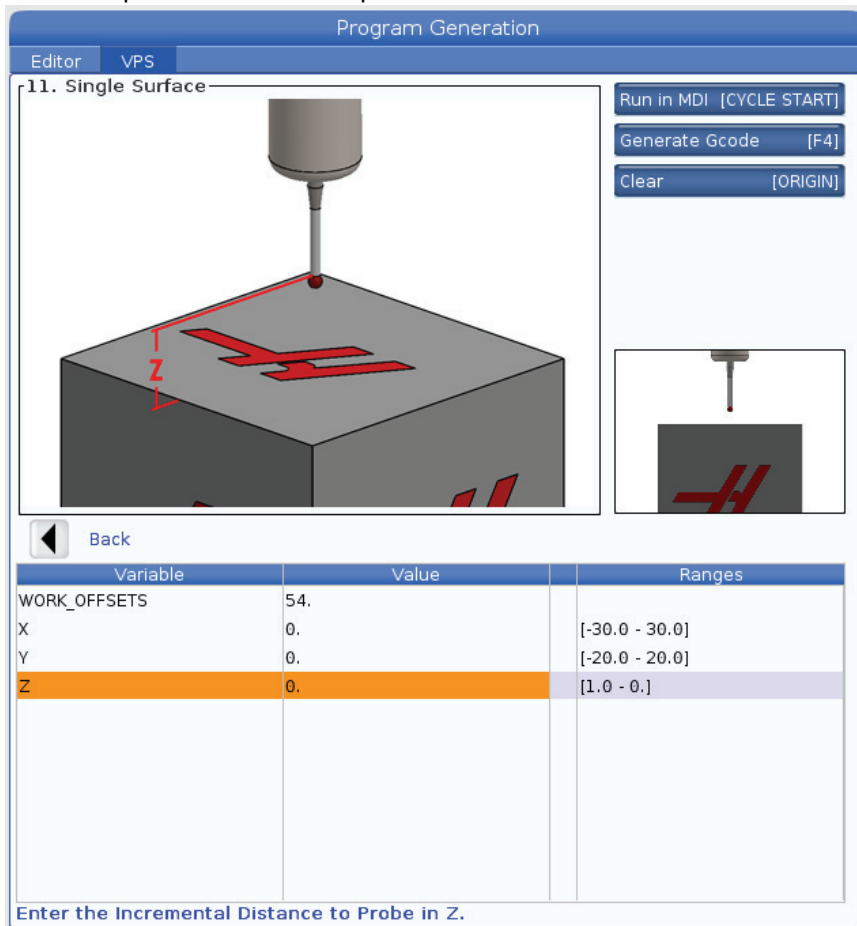 Program Generation
Editor VPS
11. Single Surface
Run in MDI [CYCLE START]
Generate Gcode [F4]
Clear [ORIGIN]
Z
Back
Variable Value Ranges
WORK_OFFSETS 54.
X 0. [-30.0 - 30.0]
Y 0. [-20.0 - 20.0]
Z 0. [1.0 - 0.]
Enter the Incremental Distance to Probe in Z.